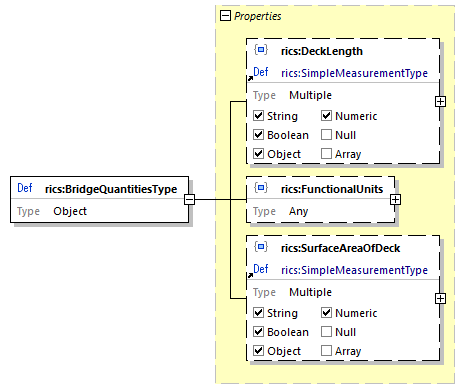 Properties
rics:DeckLength
Def rics:SimpleMeasurementType
Type Multiple
String Numeric
Boolean Null
Object Array
Def rics:BridgeQuantitiesType
Type Object
rics:FunctionalUnits
Type Any
rics:SurfaceAreaOfDeck
Def rics:SimpleMeasurementType
Type Multiple
String Numeric
Boolean Null
Object Array